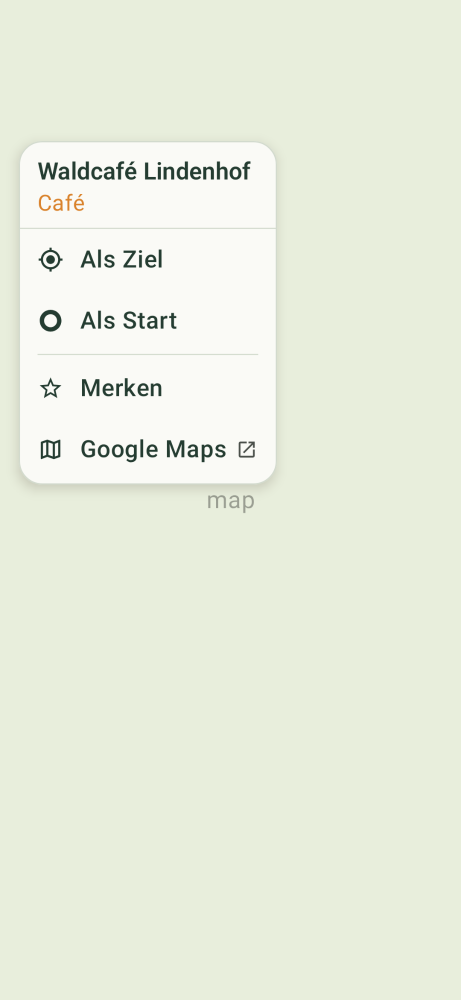 Waldcafé Lindenhof
Café
Als Ziel
Als Start
Merken
Google Maps
map